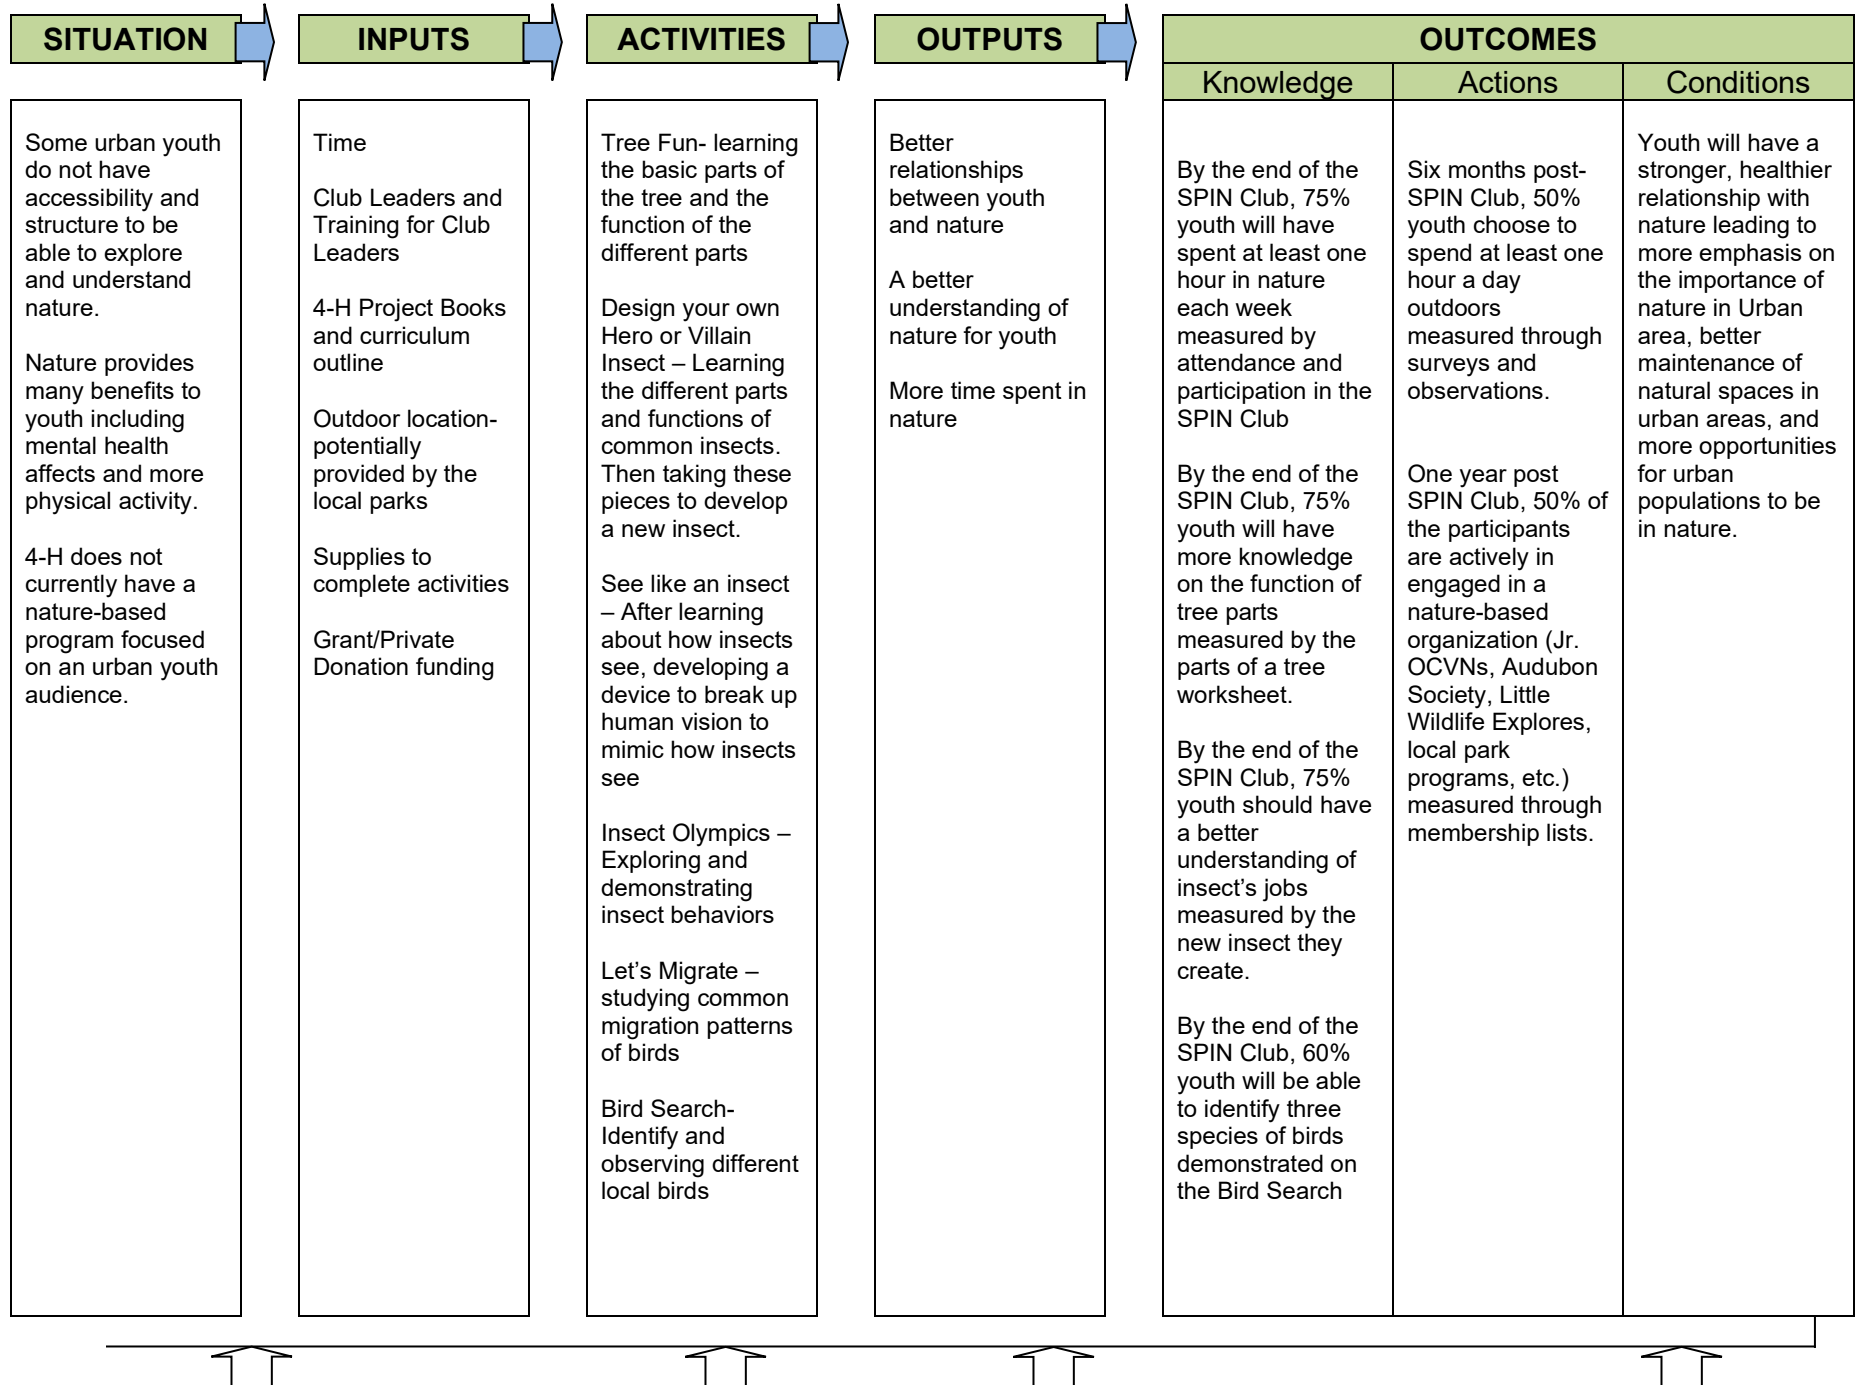 SITUATION
INPUTS
ACTIVITIES
OUTPUTS
OUTCOMES
Knowledge
Actions
Conditions
Some urban youth
do not have
accessibility and
structure to be
able to explore
and understand
nature.
Nature provides
many benefits to
youth including
mental health
affects and more
physical activity.
4-H does not
currently have a
nature-based
program focused
on an urban youth
audience.
Time
Club Leaders and
Training for Club
Leaders
4-H Project Books
and curriculum
outline
Outdoor location-
potentially
provided by the
local parks
Supplies to
complete activities
Grant/Private
Donation funding
Tree Fun- learning
the basic parts of
the tree and the
function of the
different parts
Design your own
Hero or Villain
Insect – Learning
the different parts
and functions of
common insects.
Then taking these
pieces to develop
a new insect.
See like an insect
– After learning
about how insects
see, developing a
device to break up
human vision to
mimic how insects
see
Insect Olympics –
Exploring and
demonstrating
insect behaviors
Let’s Migrate –
studying common
migration patterns
of birds
Bird Search-
Identify and
observing different
local birds
Better
relationships
between youth
and nature
A better
understanding of
nature for youth
More time spent in
nature
By the end of the
SPIN Club, 75%
youth will have
spent at least one
hour in nature
each week
measured by
attendance and
participation in the
SPIN Club
By the end of the
SPIN Club, 75%
youth will have
more knowledge
on the function of
tree parts
measured by the
parts of a tree
worksheet.
By the end of the
SPIN Club, 75%
youth should have
a better
understanding of
insect’s jobs
measured by the
new insect they
create.
By the end of the
SPIN Club, 60%
youth will be able
to identify three
species of birds
demonstrated on
the Bird Search
Six months post-
SPIN Club, 50%
youth choose to
spend at least one
hour a day
outdoors
measured through
surveys and
observations.
One year post
SPIN Club, 50% of
the participants
are actively in
engaged in a
nature-based
organization (Jr.
OCVNs, Audubon
Society, Little
Wildlife Explores,
local park
programs, etc.)
measured through
membership lists.
Youth will have a
stronger, healthier
relationship with
nature leading to
more emphasis on
the importance of
nature in Urban
area, better
maintenance of
natural spaces in
urban areas, and
more opportunities
for urban
populations to be
in nature.